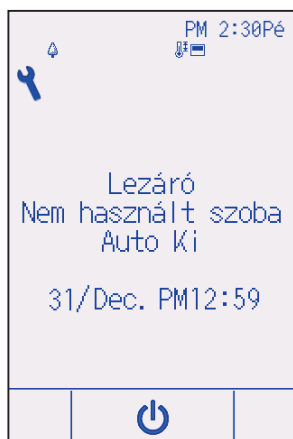 PM 2:30Pé
Lezáró
Nem használt szoba
Auto Ki
31/Dec. PM12:59